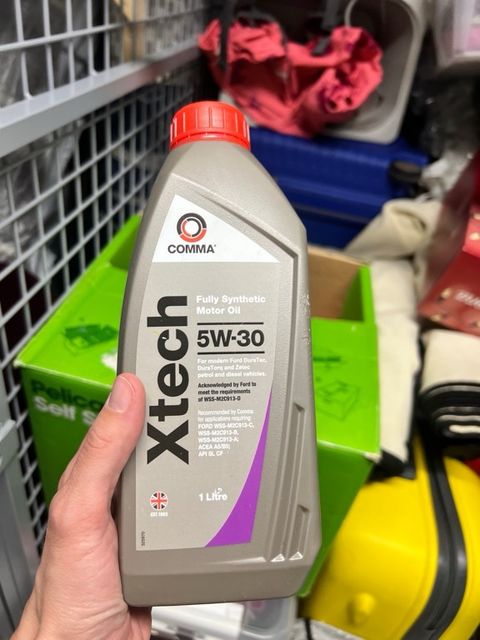 COMMA
Xtech
Fully Synthetic
Motor Oil
5W-30
For modern Ford DuraTec,
DuraTorq and Zetec
petrol and diesel vehicles.
Acknowledged by Ford to
meet the requirements
of WSS-M2C913-D
Recommended by Comma
for applications requiring:
FORD WSS-M2C913-C,
WSS-M2C913-B,
WSS-M2C913-A;
ACEA A5/B5;
API SL CF
1 Litre
EST 1965
Self S